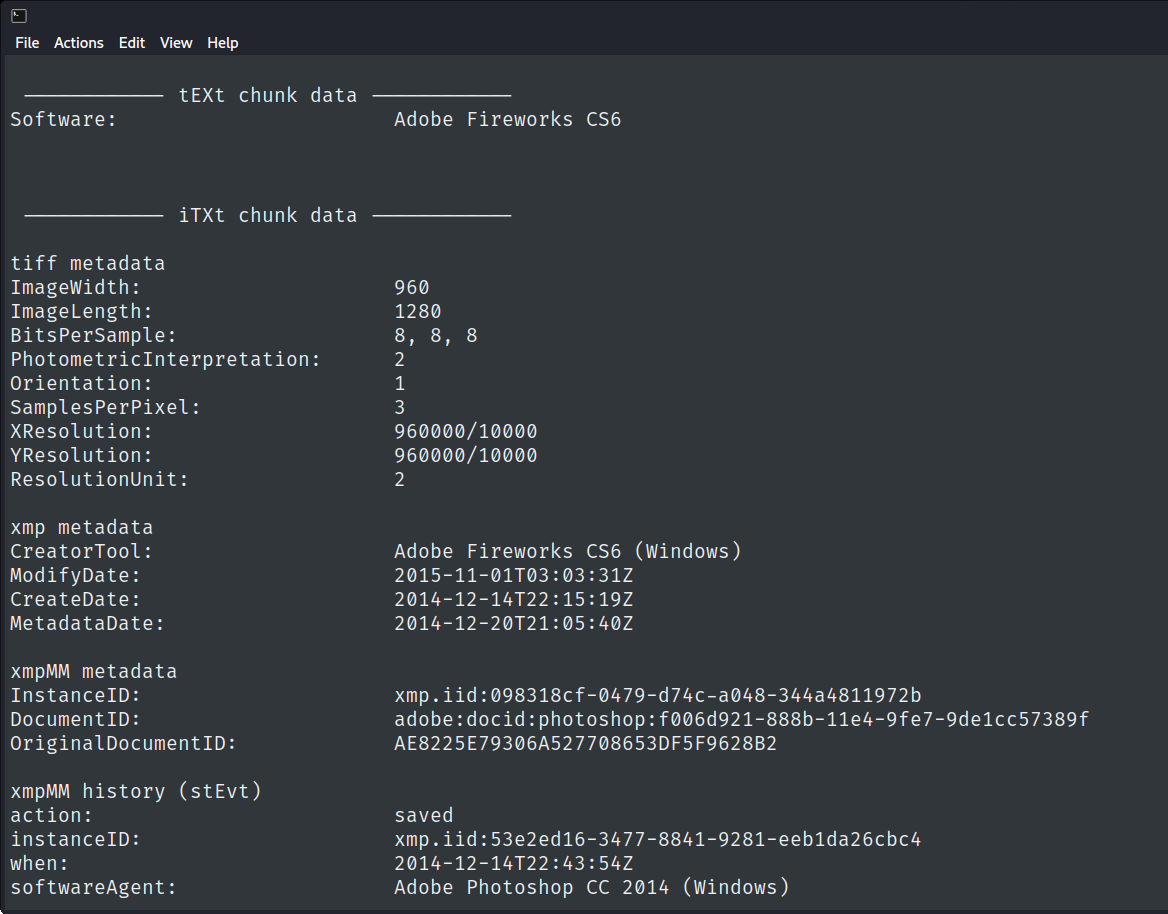 File Actions Edit View Help
tEXt chunk data
Software: Adobe Fireworks CS6
iTXt chunk data
tiff metadata
ImageWidth: 960
ImageLength: 1280
BitsPerSample: 8, 8, 8
PhotometricInterpretation: 2
Orientation: 1
SamplesPerPixel: 3
XResolution: 960000/10000
YResolution: 960000/10000
ResolutionUnit: 2
xmp metadata
CreatorTool: Adobe Fireworks CS6 (Windows)
ModifyDate: 2015-11-01T03:03:31Z
CreateDate: 2014-12-14T22:15:19Z
MetadataDate: 2014-12-20T21:05:40Z
xmpMM metadata
InstanceID: xmp.iid:098318cf-0479-d74c-a048-344a4811972b
DocumentID: adobe:docid:photoshop:f006d921-888b-11e4-9fe7-9de1cc57389f
OriginalDocumentID: AE8225E79306A527708653DF5F9628B2
xmpMM history (stEvt)
action: saved
instanceID: xmp.iid:53e2ed16-3477-8841-9281-eeb1da26cbc4
when: 2014-12-14T22:43:54Z
softwareAgent: Adobe Photoshop CC 2014 (Windows)